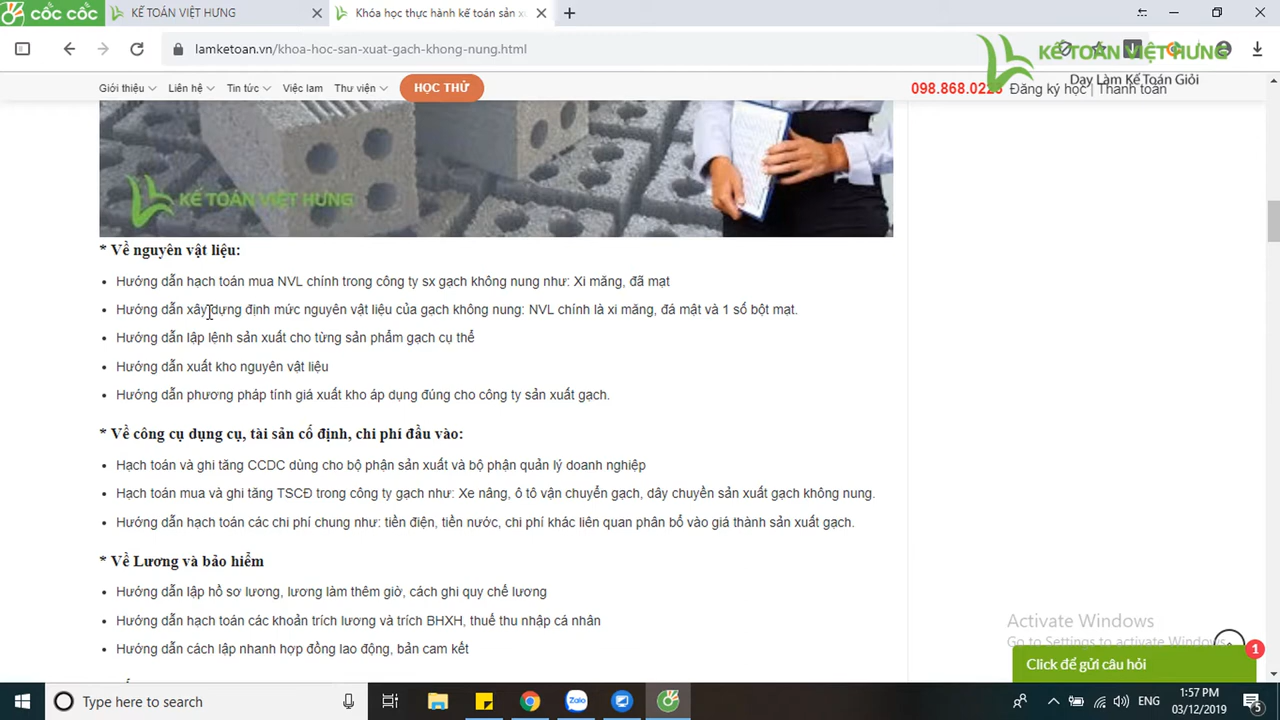 CỐC CỐC
KẾ TOÁN VIỆT HƯNG
Khóa học thực hành kế toán sản x
lamketoan.vn/khoa-hoc-san-xuat-gach-khong-nung.html
KẾ TOÁN VIỆT HƯNG
Dạy Làm Kế Toán Giỏi
Giới thiệu
Liên hệ
Tin tức
Việc làm
Thư viện
HỌC THỬ
Đăng ký học | Thanh toán
KẾ TOÁN VIỆT HƯNG
* Về nguyên vật liệu:
• Hướng dẫn hạch toán mua NVL chính trong công ty sx gạch không nung như: Xi măng, đã mạt
• Hướng dẫn xây dựng định mức nguyên vật liệu của gạch không nung: NVL chính là xi măng, đá mạt và 1 số bột mạt.
• Hướng dẫn lập lệnh sản xuất cho từng sản phẩm gạch cụ thể
• Hướng dẫn xuất kho nguyên vật liệu
• Hướng dẫn phương pháp tính giá xuất kho áp dụng đúng cho công ty sản xuất gạch.
* Về công cụ dụng cụ, tài sản cố định, chi phí đầu vào:
• Hạch toán và ghi tăng CCDC dùng cho bộ phận sản xuất và bộ phận quản lý doanh nghiệp
• Hạch toán mua và ghi tăng TSCĐ trong công ty gạch như: Xe nâng, ô tô vận chuyển gạch, dây chuyền sản xuất gạch không nung.
• Hướng dẫn hạch toán các chi phí chung như: tiền điện, tiền nước, chi phí khác liên quan phân bổ vào giá thành sản xuất gạch.
* Về Lương và bảo hiểm
• Hướng dẫn lập hồ sơ lương, lương làm thêm giờ, cách ghi quy chế lương
• Hướng dẫn hạch toán các khoản trích lương và trích BHXH, thuế thu nhập cá nhân
• Hướng dẫn cách lập nhanh hợp đồng lao động, bản cam kết
Activate Windows
Go to Settings to activate Windows.
1
Click để gửi câu hỏi
Type here to search
Zalo
ENG
1:57 PM
03/12/2019
5